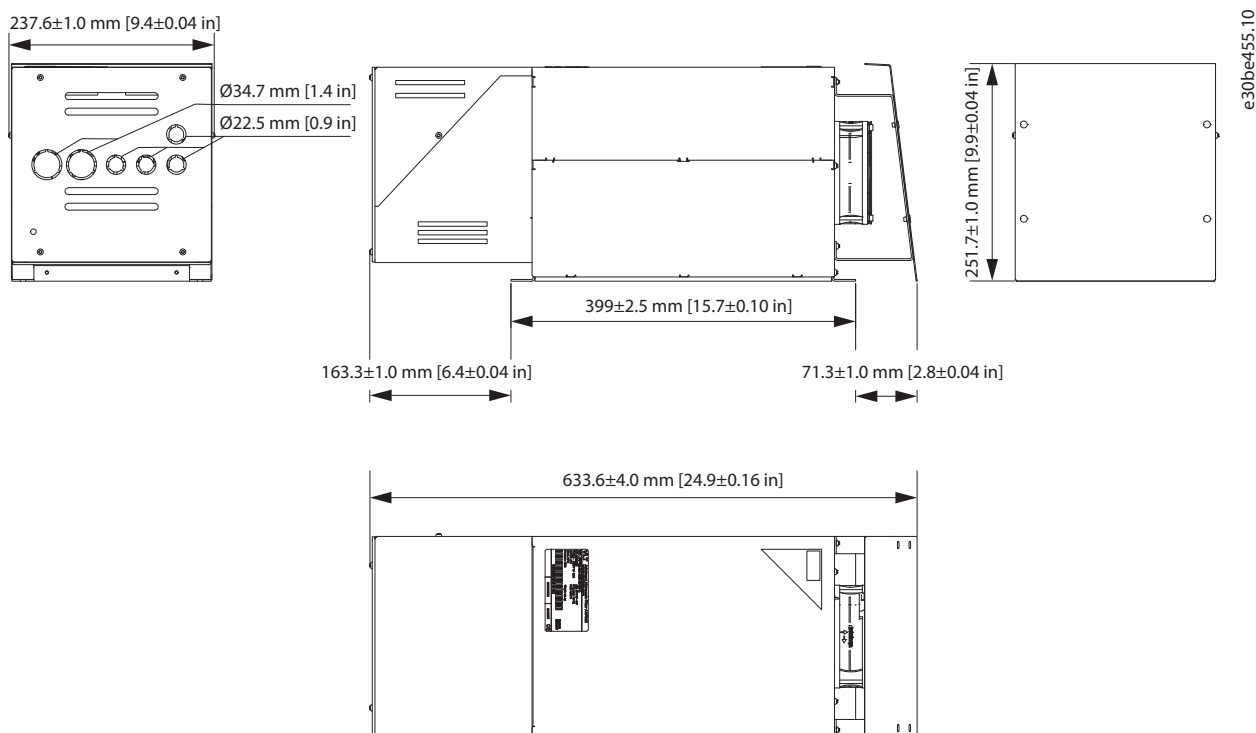 237.6±1.0 mm [9.4±0.04 in]
Ø34.7 mm [1.4 in]
Ø22.5 mm [0.9 in]
399±2.5 mm [15.7±0.10 in]
163.3±1.0 mm [6.4±0.04 in]
71.3±1.0 mm [2.8±0.04 in]
251.7±1.0 mm [9.9±0.04 in]
e30be455.10
633.6±4.0 mm [24.9±0.16 in]